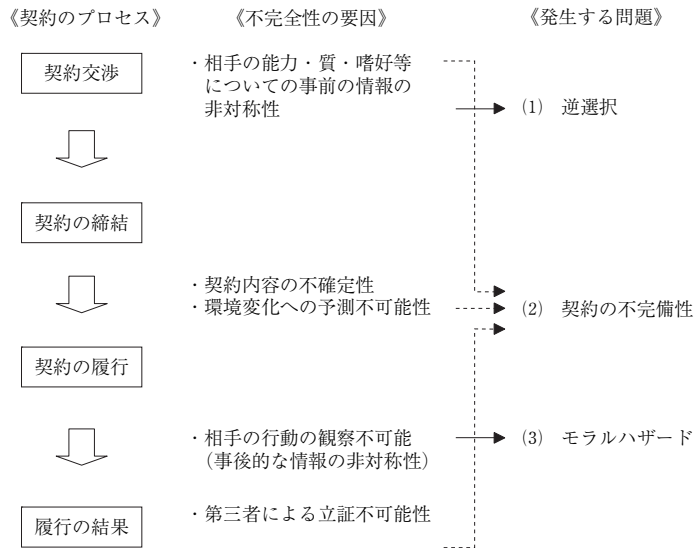 《契約のプロセス》 《不完全性の要因》 《発生する問題》
契約交渉
・相手の能力・質・嗜好等
についての事前の情報の
非対称性
(1) 逆選択
契約の締結
・契約内容の不確定性
・環境変化への予測不可能性
(2) 契約の不完備性
契約の履行
・相手の行動の観察不可能
(事後的な情報の非対称性)
(3) モラルハザード
・第三者による立証不可能性
履行の結果